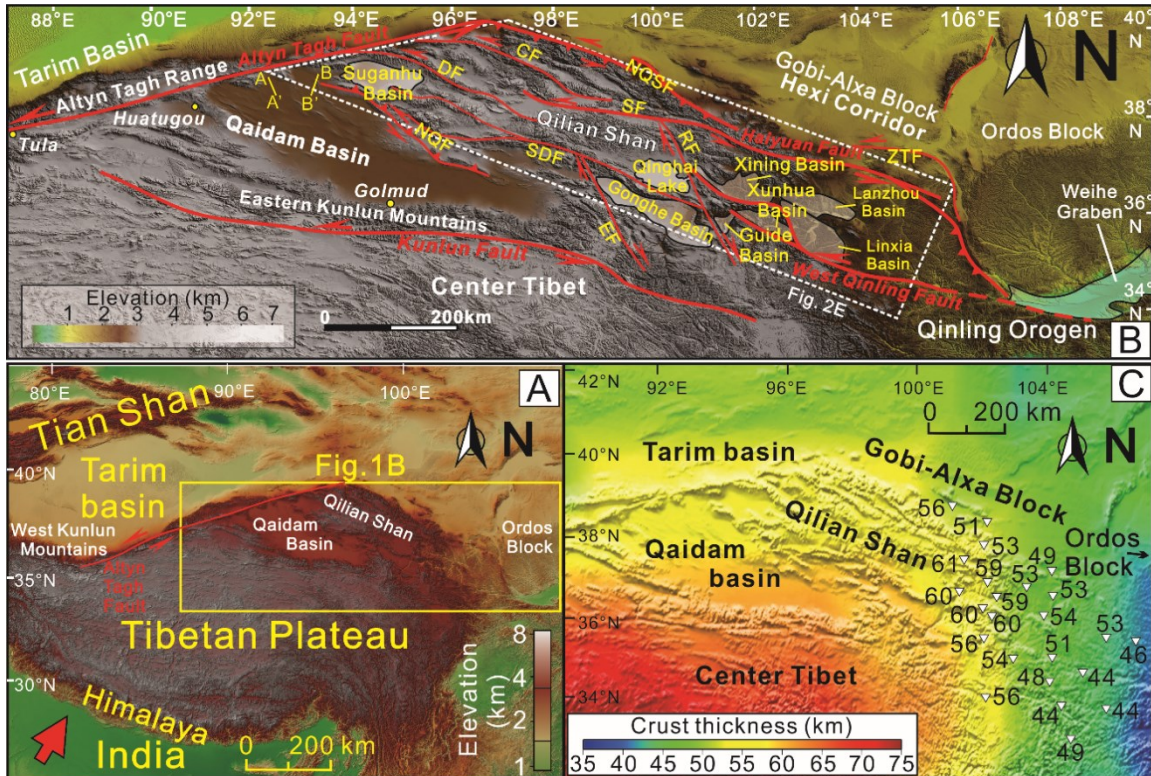 88°E 90°E 92°E 94°E 96°E 98°E 100°E 102°E 104°E 106°E 108°E 40°
N
Tarim Basin
Altyn Tagh Fault
Altyn Tagh Range
A
A'
B
B'
Suganhu
Basin
CF
DF
NQSF
Gobi-Alxa Block
Hexi Corridor
N
38°
N
Tula
Huatugou
Qaidam Basin
NQF
SDF
SF
Qilian Shan
RF
Haiyuan Fault
ZTF
Ordos Block
Golmud
Eastern Kunlun Mountains
Kunlun Fault
Qinghai
Lake
Gonghe Basin
EF
Xining Basin
Xunhua
Basin
Guide
Basin
Lanzhou
Basin
Linxia
Basin
West Qinling Fault
Fig. 2E
Weihe
Graben
36°
N
34°
N
Center Tibet
Qinling Orogen
Elevation (km)
1 2 3 4 5 6 7
0 200km
B
80°E 90°E 100°E
A
Tian Shan
N
40°N
Tarim
basin
Fig.1B
Qilian Shan
Qaidam
Basin
Ordos
Block
West Kunlun
Mountains
Altyn
Tagh
Fault
35°N
Tibetan Plateau
30°N
Himalaya
India
0 200 km
Elevation
(km)
8
4
2
1
42°N
92°E 96°E 100°E 104°E
C
0 200 km
N
40°N
Tarim basin
Gobi-Alxa Block
Qilian Shan
38°N
Qaidam
basin
Ordos
Block
36°N
Center Tibet
34°N
56
51
53
49
61
59
53
53
60
59
60
60
54
53
56
51
46
54
48
44
56
44
44
49
Crust thickness (km)
35 40 45 50 55 60 65 70 75